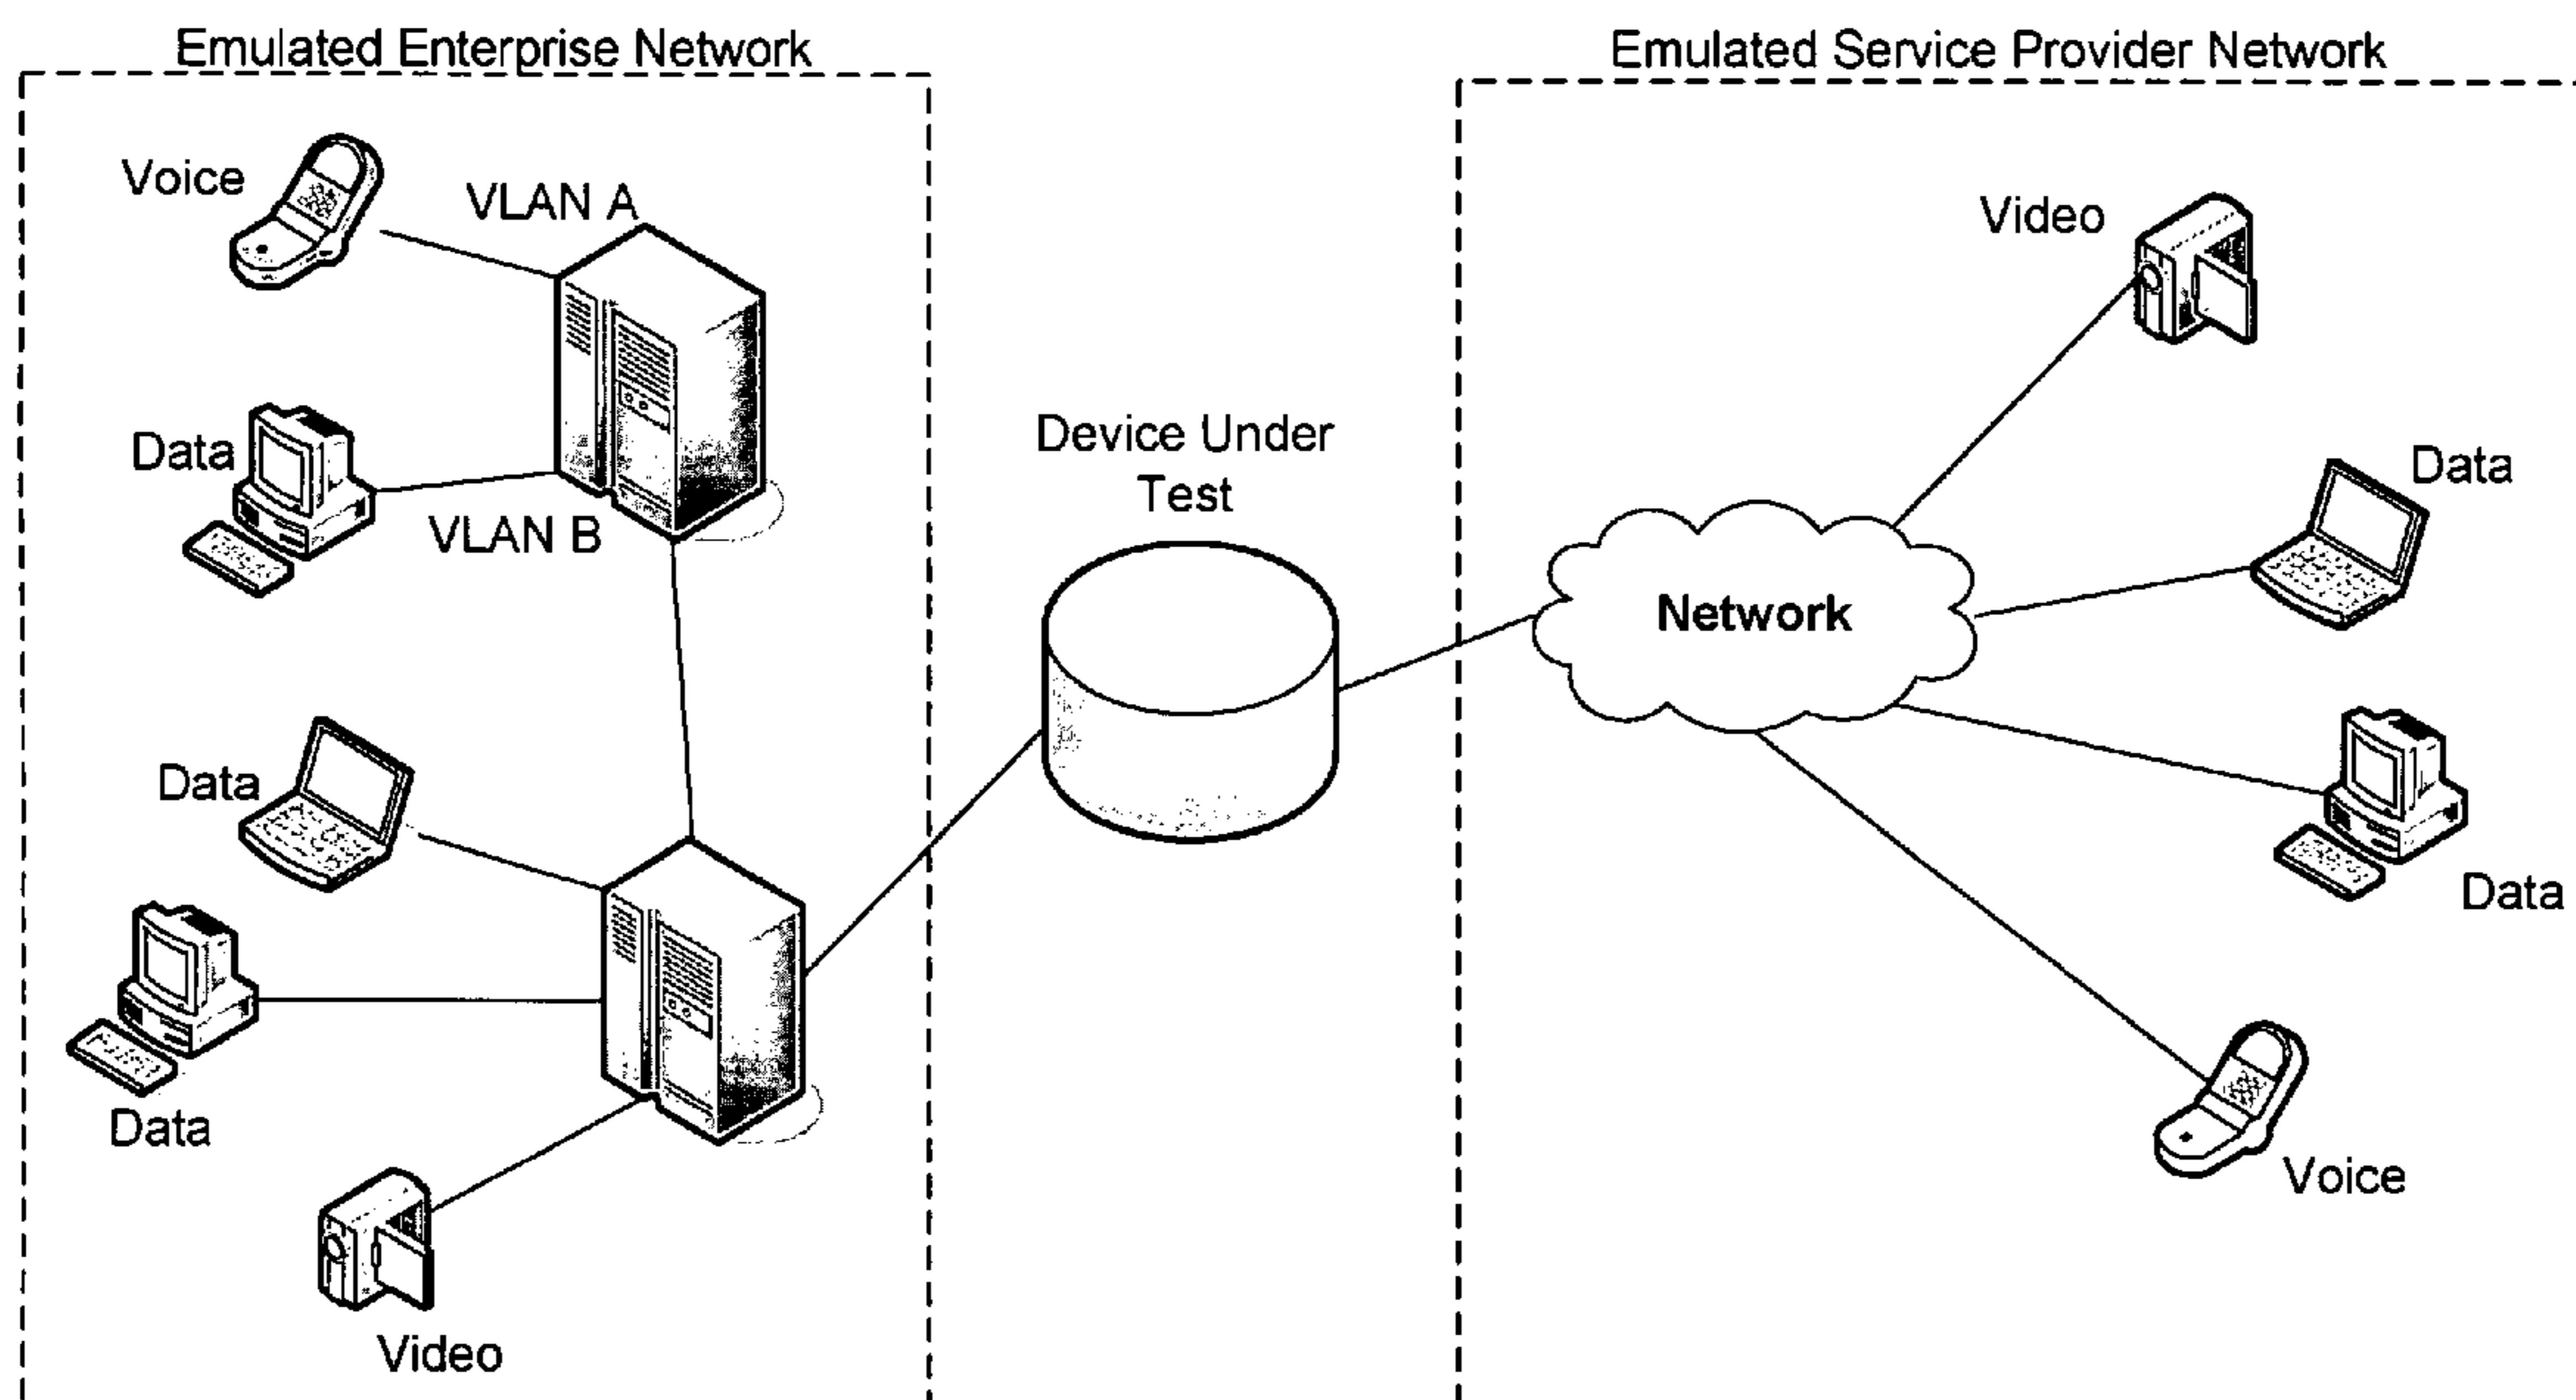 Emulated Enterprise Network
Voice
VLAN A
Data
VLAN B
Data
Data
Video
Device Under
Test
Emulated Service Provider Network
Video
Data
Network
Data
Voice